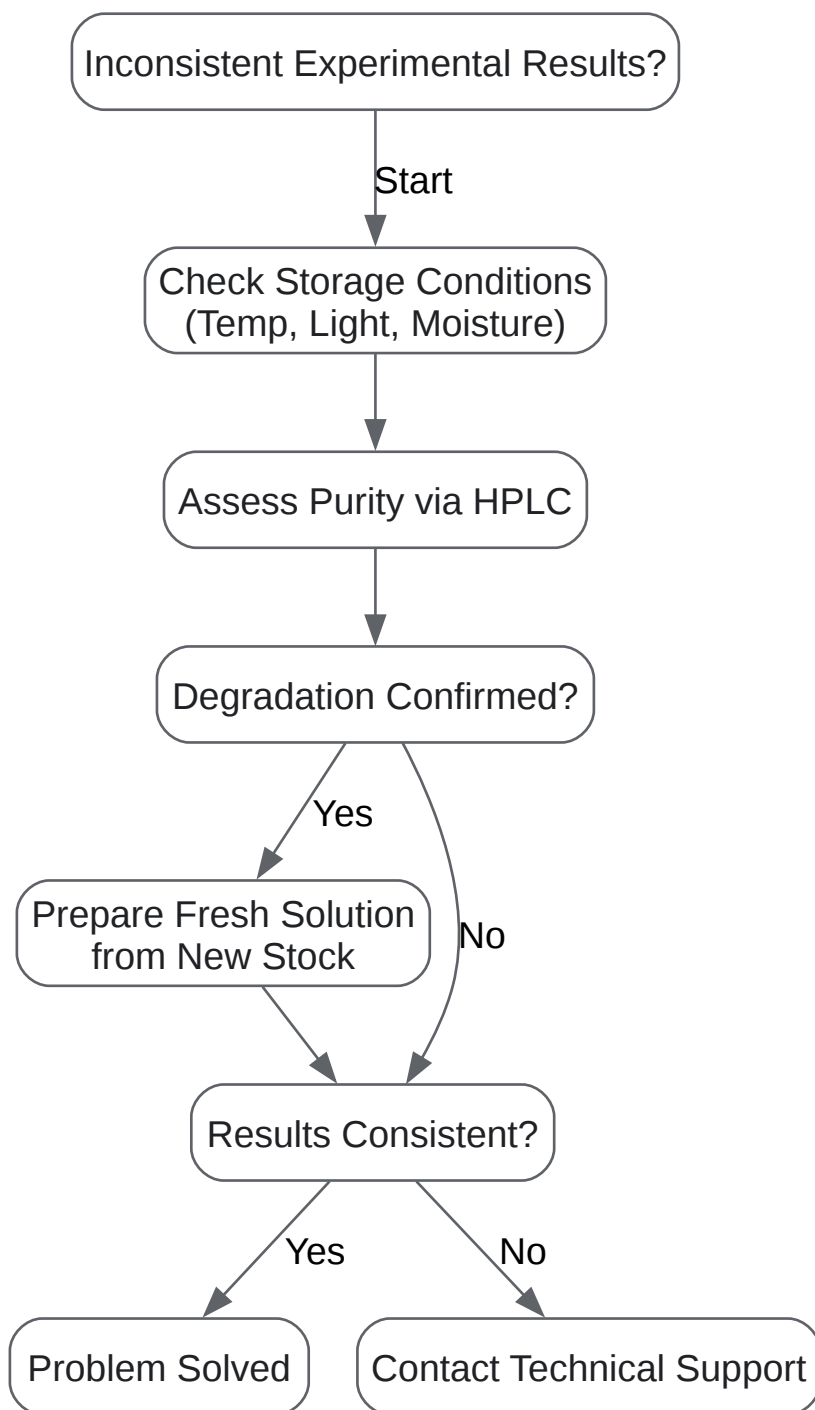 Inconsistent Experimental Results?
Start
Check Storage Conditions
(Temp, Light, Moisture)
Assess Purity via HPLC
Degradation Confirmed?
Yes
Prepare Fresh Solution
from New Stock
No
Results Consistent?
Yes
No
Problem Solved
Contact Technical Support